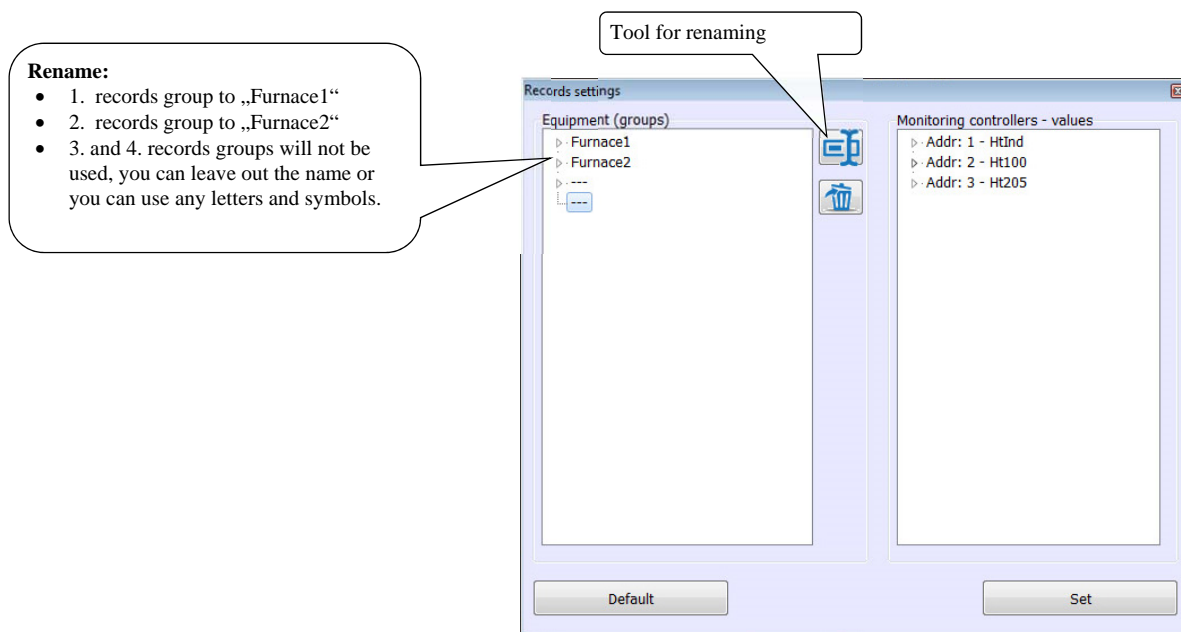 Tool for renaming
Rename:
• 1. records group to „Furnace1“
• 2. records group to „Furnace2“
• 3. and 4. records groups will not be
used, you can leave out the name or
you can use any letters and symbols.
Records settings
Equipment (groups)
Furnace1
Furnace2
---
---
Monitoring controllers - values
Addr: 1 - HtInd
Addr: 2 - Ht100
Addr: 3 - Ht205
Default
Set